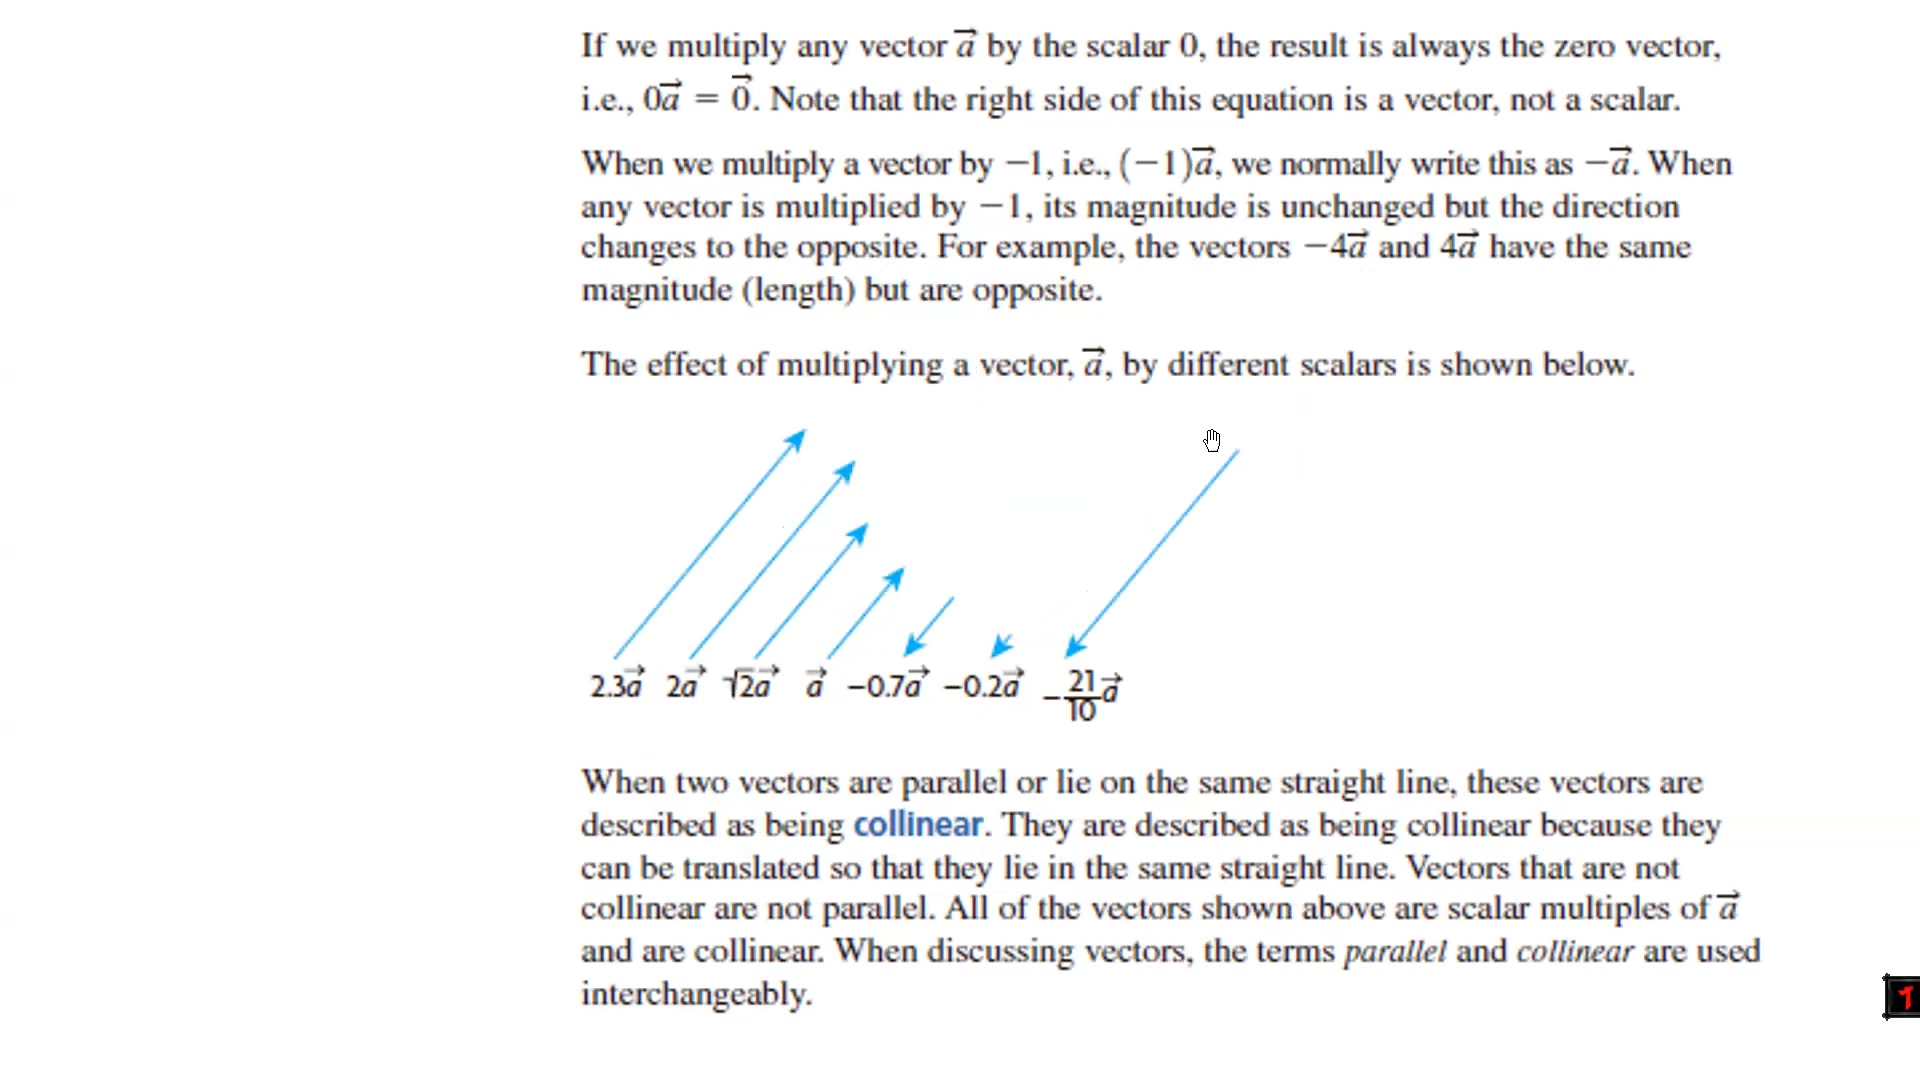 If we multiply any vector a⃗ by the scalar 0, the result is always the zero vector,
i.e., 0a⃗ = 0⃗. Note that the right side of this equation is a vector, not a scalar.
When we multiply a vector by −1, i.e., (−1)a⃗, we normally write this as −a⃗. When
any vector is multiplied by −1, its magnitude is unchanged but the direction
changes to the opposite. For example, the vectors −4a⃗ and 4a⃗ have the same
magnitude (length) but are opposite.
The effect of multiplying a vector, a⃗, by different scalars is shown below.
2.3a⃗ 2a⃗ √2a⃗ a⃗ −0.7a⃗ −0.2a⃗ −21/10a⃗
When two vectors are parallel or lie on the same straight line, these vectors are
described as being collinear. They are described as being collinear because they
can be translated so that they lie in the same straight line. Vectors that are not
collinear are not parallel. All of the vectors shown above are scalar multiples of a⃗
and are collinear. When discussing vectors, the terms parallel and collinear are used
interchangeably.
1